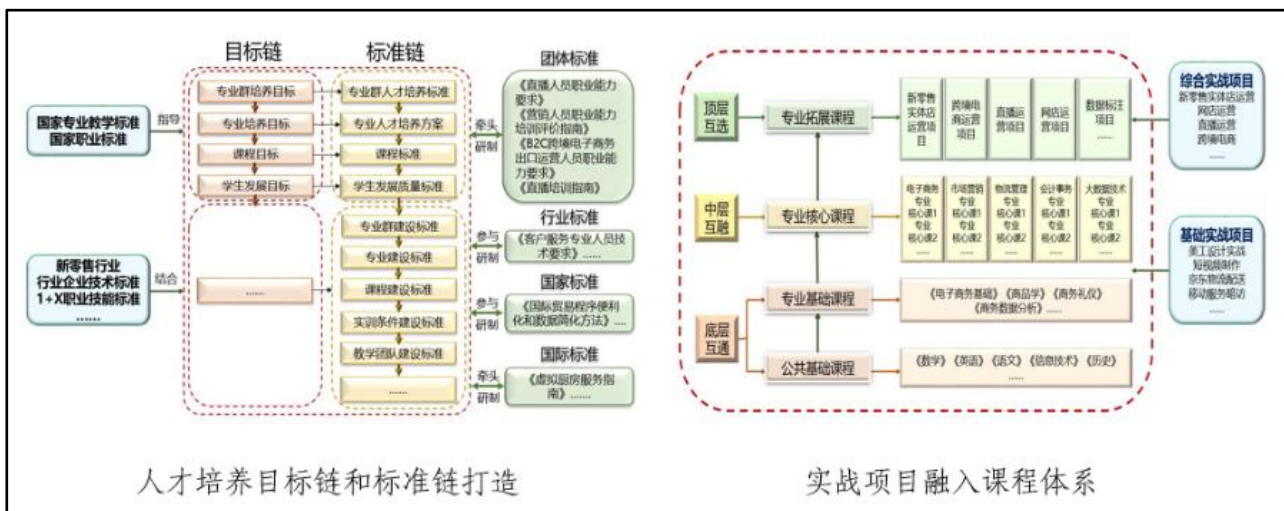 目标链
标准链
国家专业教学标准
国家职业标准
指导
新零售行业
行业企业技术标准
1+X职业技能标准
……
结合
专业群培养目标
专业培养目标
课程目标
学生发展目标
……
专业群人才培养标准
专业人才培养方案
课程标准
学生发展质量标准
专业群建设标准
专业建设标准
课程建设标准
实训条件建设标准
教学团队建设标准
……
牵头
研制
团体标准
《直播人员职业能力
要求》
《营销人员职业能力
培训评价指南》
《B2C跨境电子商务
出口运营人员职业能
力要求》
《直播培训指南》
参与
研制
行业标准
《客户服务专业人员技
术要求》……
参与
研制
国家标准
《国际贸易程序便利
化和数据简化方法》…
牵头
研制
国际标准
《虚拟厨房服务指
南》……
人才培养目标链和标准链打造
顶层
互选
专业拓展课程
新零售
实体店
运营项
目
跨境电
商运营
项目
直播运
营项目
网店运
营项目
数据标注
项目
……
综合实战项目
新零售实体店运营
网店运营
直播运营
跨境电商
……
中层
互融
专业核心课程
电子商务
专业
核心课1
专业
核心课2
……
市场营销
专业
核心课1
专业
核心课2
……
物流管理
专业
核心课1
专业
核心课2
……
会计事务
专业
核心课1
专业
核心课2
……
大数据技术
专业
核心课1
专业
核心课2
……
基础实战项目
美工设计实战
短视频制作
京东物流配送
移动服务暗访
……
底层
互通
专业基础课程
《电子商务基础》《商品学》《商务礼仪》
《商务数据分析》……
公共基础课程
《数学》《英语》《语文》《信息技术》《历史》
……
实战项目融入课程体系